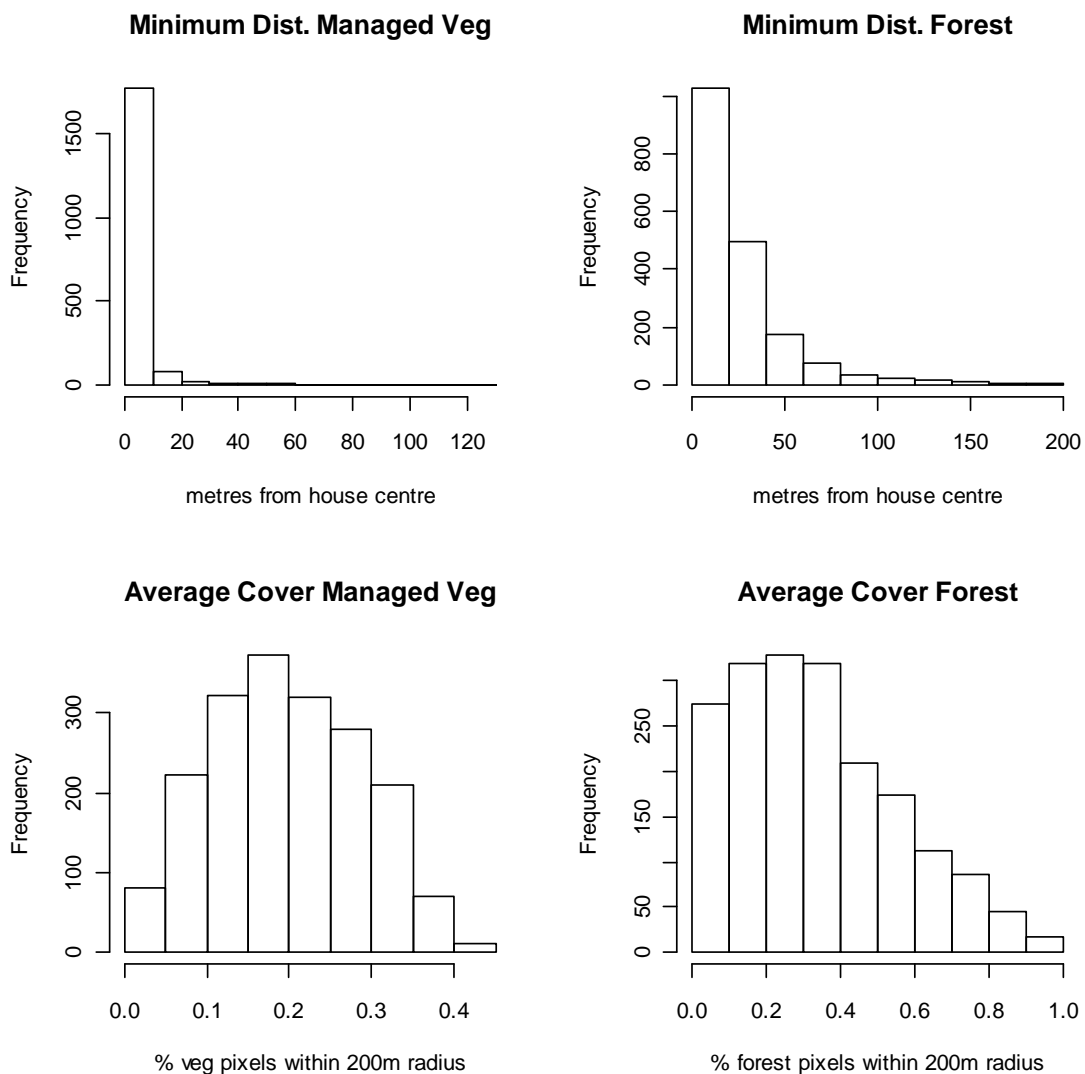 Minimum Dist. Managed Veg
Frequency
0 500 1000 1500
0 20 40 60 80 100 120
metres from house centre
Minimum Dist. Forest
Frequency
0 200 400 600 800
0 50 100 150 200
metres from house centre
Average Cover Managed Veg
Frequency
0 100 200 300
0.0 0.1 0.2 0.3 0.4
% veg pixels within 200m radius
Average Cover Forest
Frequency
0 50 150 250
0.0 0.2 0.4 0.6 0.8 1.0
% forest pixels within 200m radius